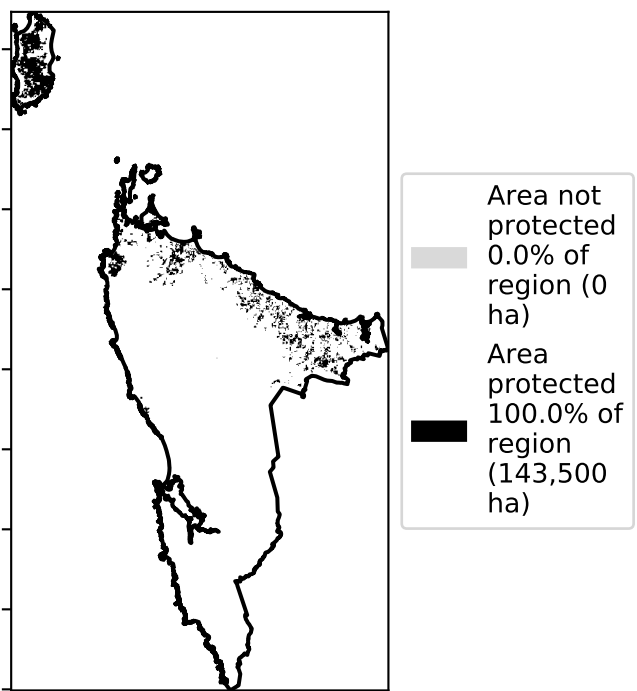 Area not
protected
0.0% of
region (0
ha)
Area
protected
100.0% of
region
(143,500
ha)